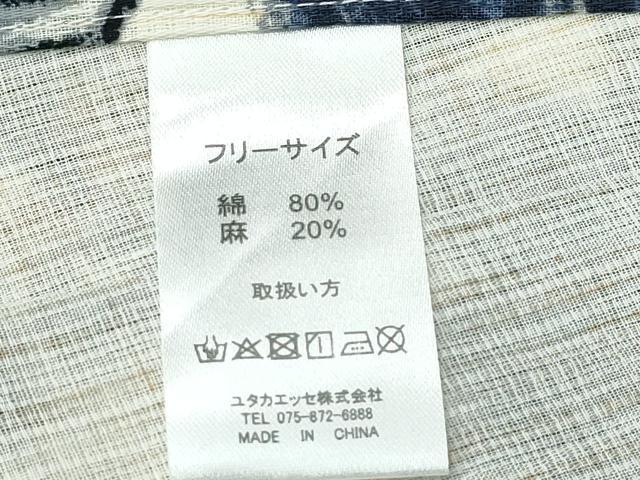 フリーサイズ
綿 80%
麻 20%
取扱い方
ユタカエッセ株式会社
TEL 075-872-6888
MADE IN CHINA